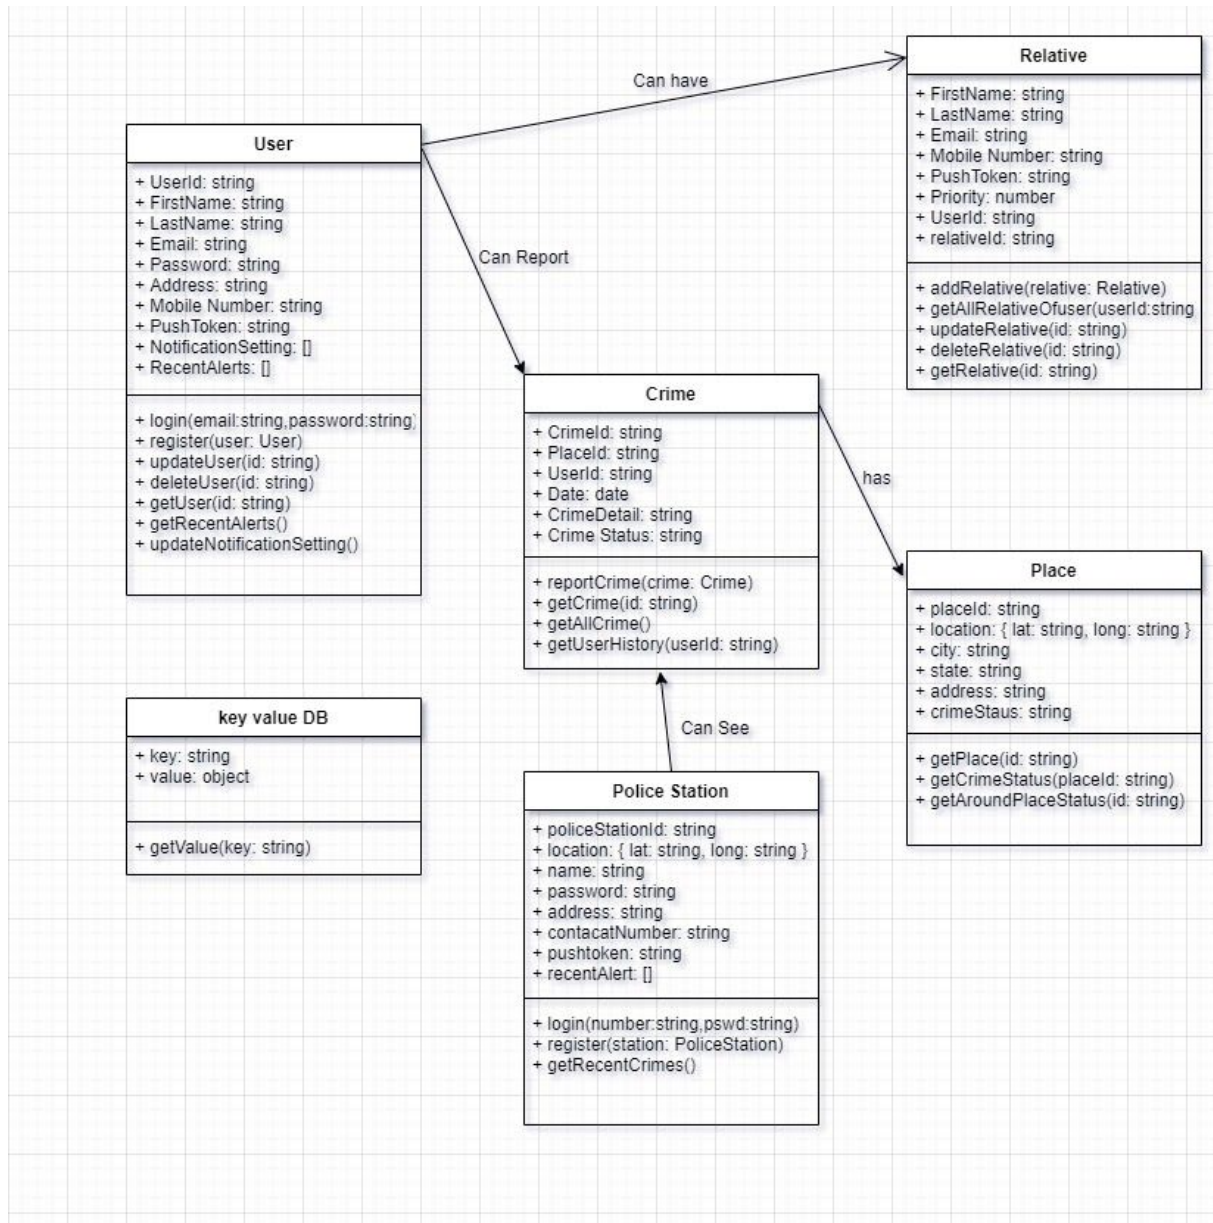 Relative
+ FirstName: string
+ LastName: string
+ Email: string
+ Mobile Number: string
+ PushToken: string
+ Priority: number
+ UserId: string
+ relativeId: string
+ addRelative(relative: Relative)
+ getAllRelativeOfuser(userId:string
+ updateRelative(id: string)
+ deleteRelative(id: string)
+ getRelative(id: string)
Can have
User
+ UserId: string
+ FirstName: string
+ LastName: string
+ Email: string
+ Password: string
+ Address: string
+ Mobile Number: string
+ PushToken: string
+ NotificationSetting: []
+ RecentAlerts: []
+ login(email:string,password:string)
+ register(user: User)
+ updateUser(id: string)
+ deleteUser(id: string)
+ getUser(id: string)
+ getRecentAlerts()
+ updateNotificationSetting()
Can Report
Crime
+ CrimeId: string
+ PlaceId: string
+ UserId: string
+ Date: date
+ CrimeDetail: string
+ Crime Status: string
+ reportCrime(crime: Crime)
+ getCrime(id: string)
+ getAllCrime()
+ getUserHistory(userId: string)
has
Place
+ placeId: string
+ location: { lat: string, long: string }
+ city: string
+ state: string
+ address: string
+ crimeStaus: string
+ getPlace(id: string)
+ getCrimeStatus(placeId: string)
+ getAroundPlaceStatus(id: string)
key value DB
+ key: string
+ value: object
+ getValue(key: string)
Can See
Police Station
+ policeStationId: string
+ location: { lat: string, long: string }
+ name: string
+ password: string
+ address: string
+ contacatNumber: string
+ pushtoken: string
+ recentAlert: []
+ login(number:string,pswd:string)
+ register(station: PoliceStation)
+ getRecentCrimes()